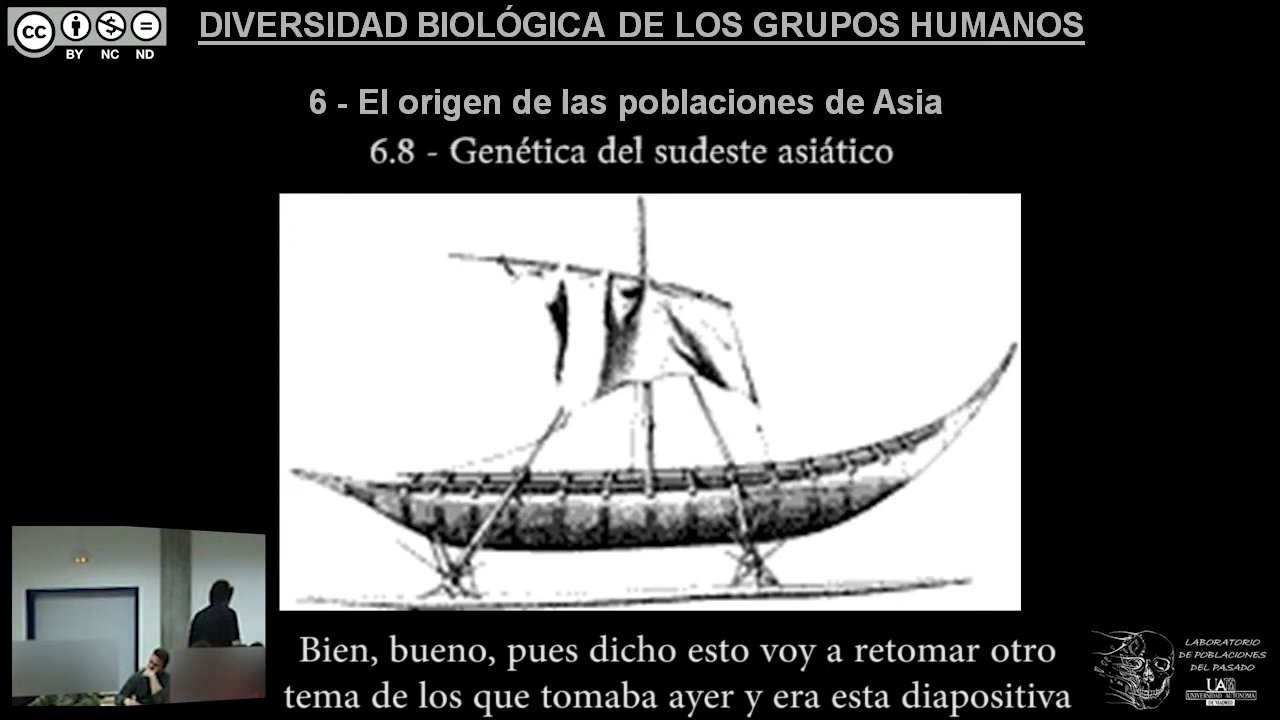 cc
BY NC ND
DIVERSIDAD BIOLÓGICA DE LOS GRUPOS HUMANOS
6 - El origen de las poblaciones de Asia
6.8 - Genética del sudeste asiático
Bien, bueno, pues dicho esto voy a retomar otro
tema de los que tomaba ayer y era esta diapositiva
LABORATORIO
DE POBLACIONES
DEL PASADO
UAM
UNIVERSIDAD AUTONOMA
DE MADRID